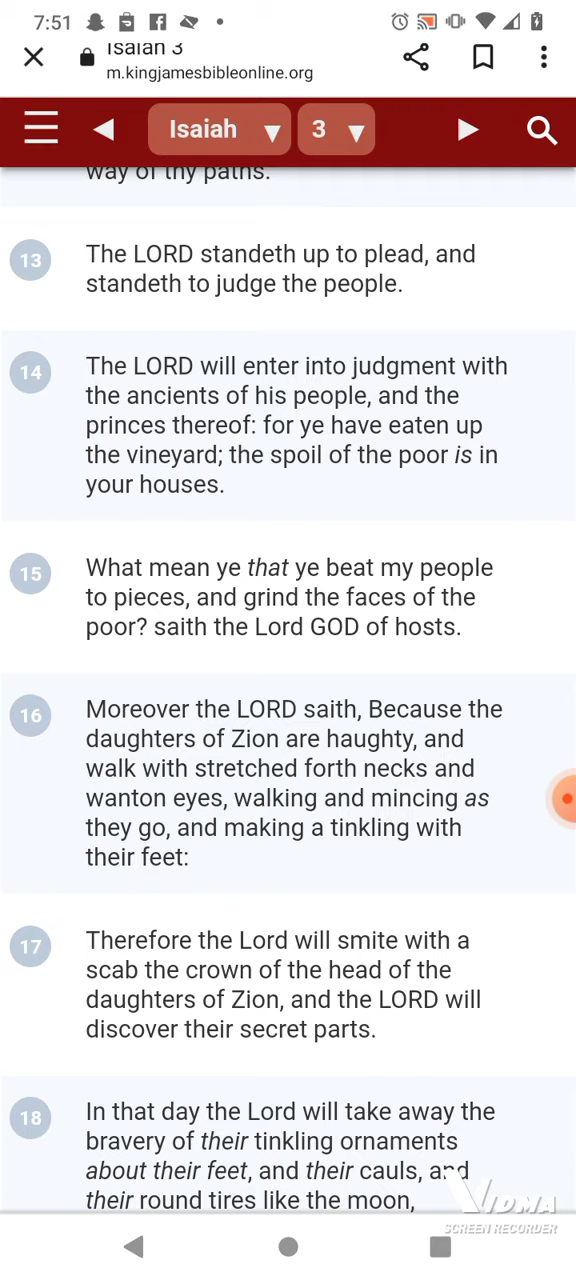 7:51
Isaiah 3
m.kingjamesbibleonline.org
Isaiah
3
way of thy paths.
13
The LORD standeth up to plead, and
standeth to judge the people.
14
The LORD will enter into judgment with
the ancients of his people, and the
princes thereof: for ye have eaten up
the vineyard; the spoil of the poor is in
your houses.
15
What mean ye that ye beat my people
to pieces, and grind the faces of the
poor? saith the Lord GOD of hosts.
16
Moreover the LORD saith, Because the
daughters of Zion are haughty, and
walk with stretched forth necks and
wanton eyes, walking and mincing as
they go, and making a tinkling with
their feet:
17
Therefore the Lord will smite with a
scab the crown of the head of the
daughters of Zion, and the LORD will
discover their secret parts.
18
In that day the Lord will take away the
bravery of their tinkling ornaments
about their feet, and their cauls, and
their round tires like the moon,
VIDMA
SCREEN RECORDER